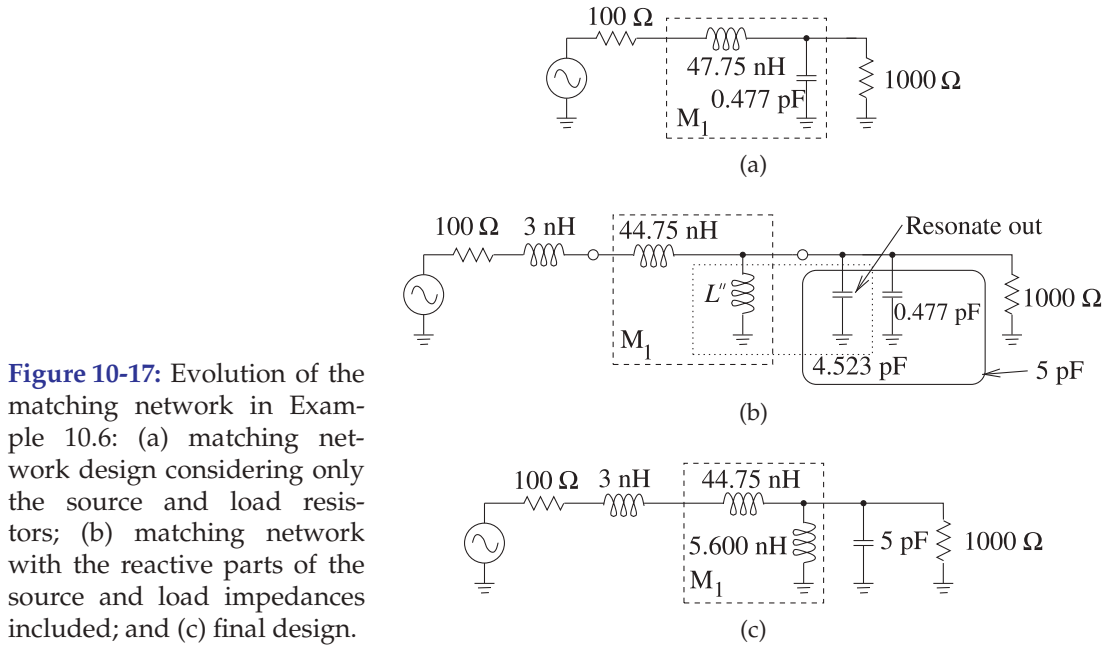 100 Ω
47.75 nH
1000 Ω
0.477 pF
M1
(a)
100 Ω 3 nH 44.75 nH Resonate out
L″ 1000 Ω
0.477 pF
M1
4.523 pF 5 pF
(b)
100 Ω 3 nH 44.75 nH
5.600 nH 5 pF 1000 Ω
M1
(c)
Figure 10-17: Evolution of the
matching network in Exam-
ple 10.6: (a) matching net-
work design considering only
the source and load resis-
tors; (b) matching network
with the reactive parts of the
source and load impedances
included; and (c) final design.